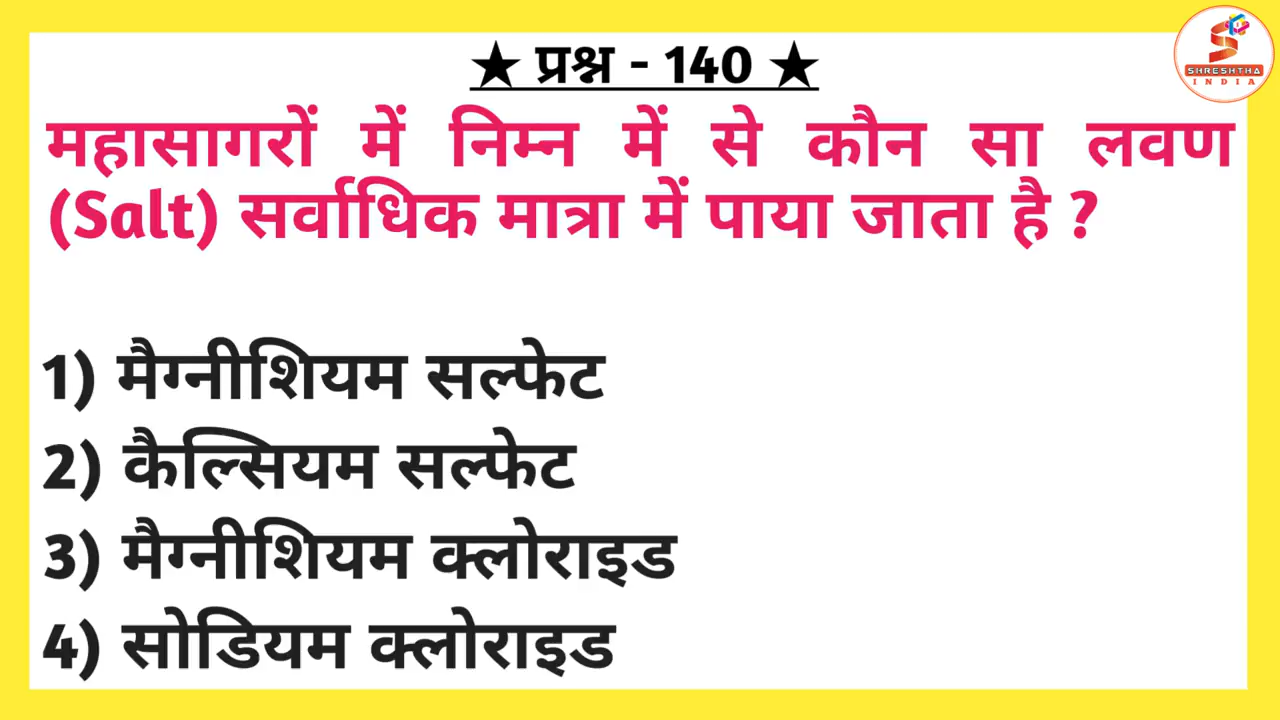 ★ प्रश्न - 140 ★
महासागरों में निम्न में से कौन सा लवण
(Salt) सर्वाधिक मात्रा में पाया जाता है ?
1) मैग्नीशियम सल्फेट
2) कैल्सियम सल्फेट
3) मैग्नीशियम क्लोराइड
4) सोडियम क्लोराइड
SHRESHTHA
INDIA